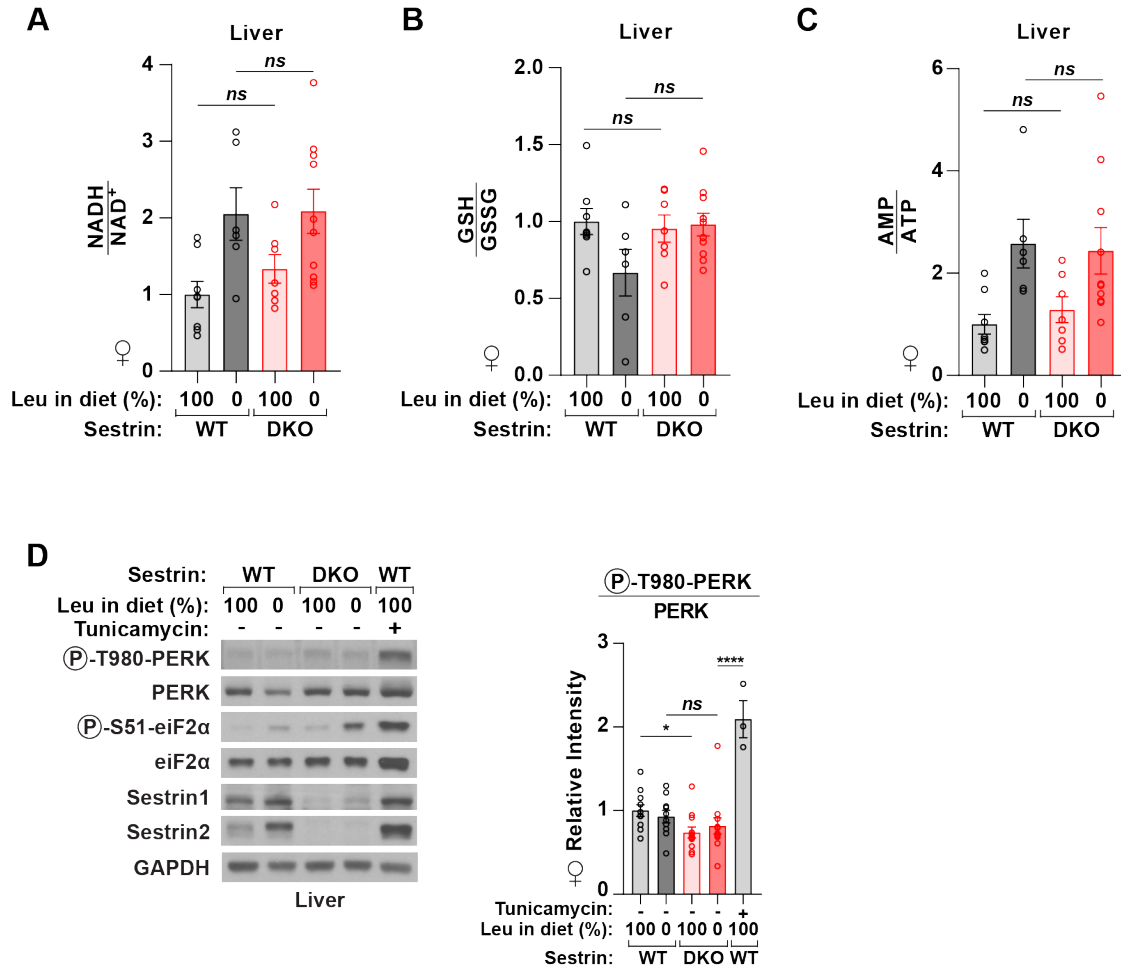 A
Liver
4
3
2
1
0
NADH
NAD+
ns
ns
♀
Leu in diet (%): 100 0 100 0
Sestrin: WT DKO
B
Liver
2.0
1.5
1.0
0.5
0.0
GSH
GSSG
ns
ns
♀
Leu in diet (%): 100 0 100 0
Sestrin: WT DKO
C
Liver
6
4
2
0
AMP
ATP
ns
ns
♀
Leu in diet (%): 100 0 100 0
Sestrin: WT DKO
D
Sestrin: WT DKO WT
Leu in diet (%): 100 0 100 0 100
Tunicamycin: - - - - +
Ⓟ-T980-PERK
PERK
Ⓟ-S51-eiF2α
eiF2α
Sestrin1
Sestrin2
GAPDH
Liver
Ⓟ-T980-PERK
PERK
3
2
1
0
♀ Relative Intensity
****
ns
*
Tunicamycin: - - - - +
Leu in diet (%): 100 0 100 0 100
Sestrin: WT DKO WT